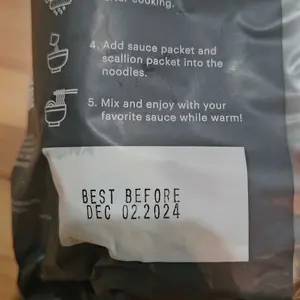 after cooking.
4. Add sauce packet and
scallion packet into the
noodles.
5. Mix and enjoy with your
favorite sauce while warm!
BEST BEFORE
DEC 02.2024